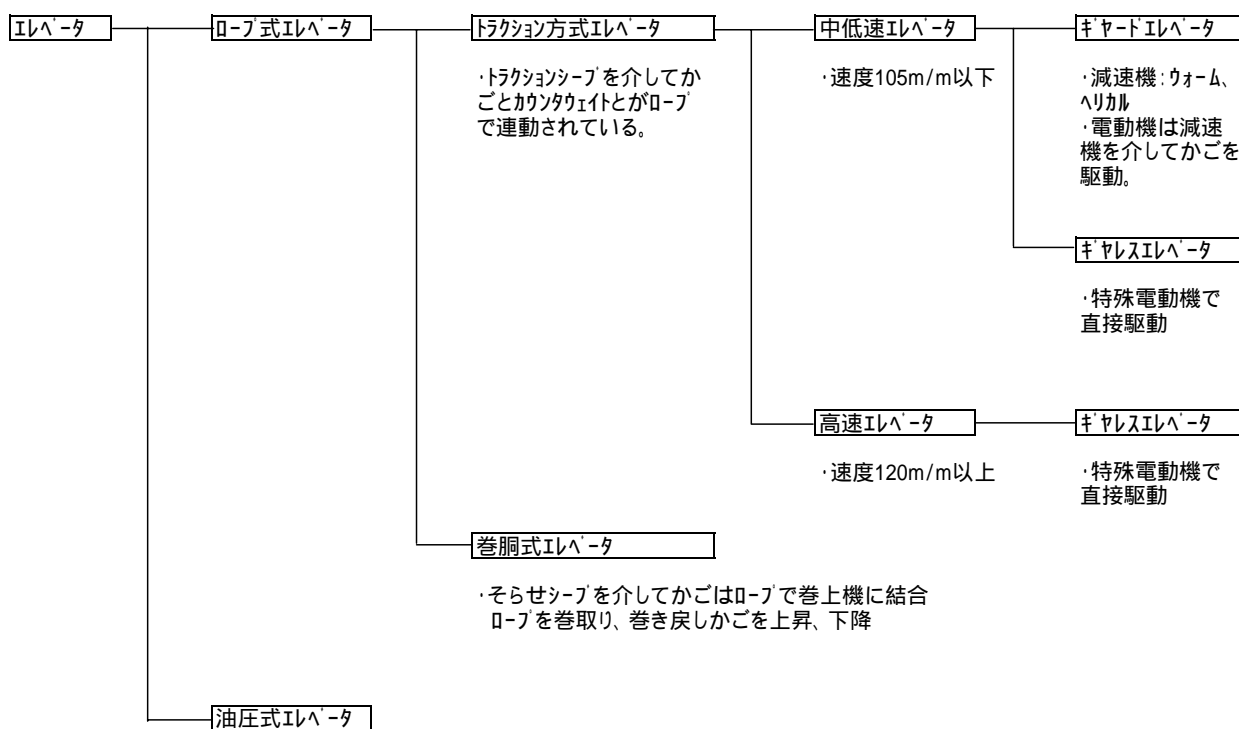 ｴﾚﾍﾞｰﾀ
ﾛｰﾌﾟ式ｴﾚﾍﾞｰﾀ
ﾄﾗｸｼｮﾝ方式ｴﾚﾍﾞｰﾀ
中低速ｴﾚﾍﾞｰﾀ
ｷﾞﾔｰﾄﾞｴﾚﾍﾞｰﾀ
･ﾄﾗｸｼｮﾝｼｰﾌﾞを介してか
ごとｶｳﾝﾀｳｪｲﾄとがﾛｰﾌﾟ
で連動されている｡
･速度105m/m以下
･減速機:ｳｫｰﾑ､
ﾍﾘｶﾙ
･電動機は減速
機を介してかごを
駆動｡
ｷﾞﾔﾚｽｴﾚﾍﾞｰﾀ
･特殊電動機で
直接駆動
高速ｴﾚﾍﾞｰﾀ
ｷﾞﾔﾚｽｴﾚﾍﾞｰﾀ
･速度120m/m以上
･特殊電動機で
直接駆動
巻胴式ｴﾚﾍﾞｰﾀ
･そらせｼｰﾌﾞを介してかごはﾛｰﾌﾟで巻上機に結合
ﾛｰﾌﾟを巻取り､巻き戻しかごを上昇､下降
油圧式ｴﾚﾍﾞｰﾀ